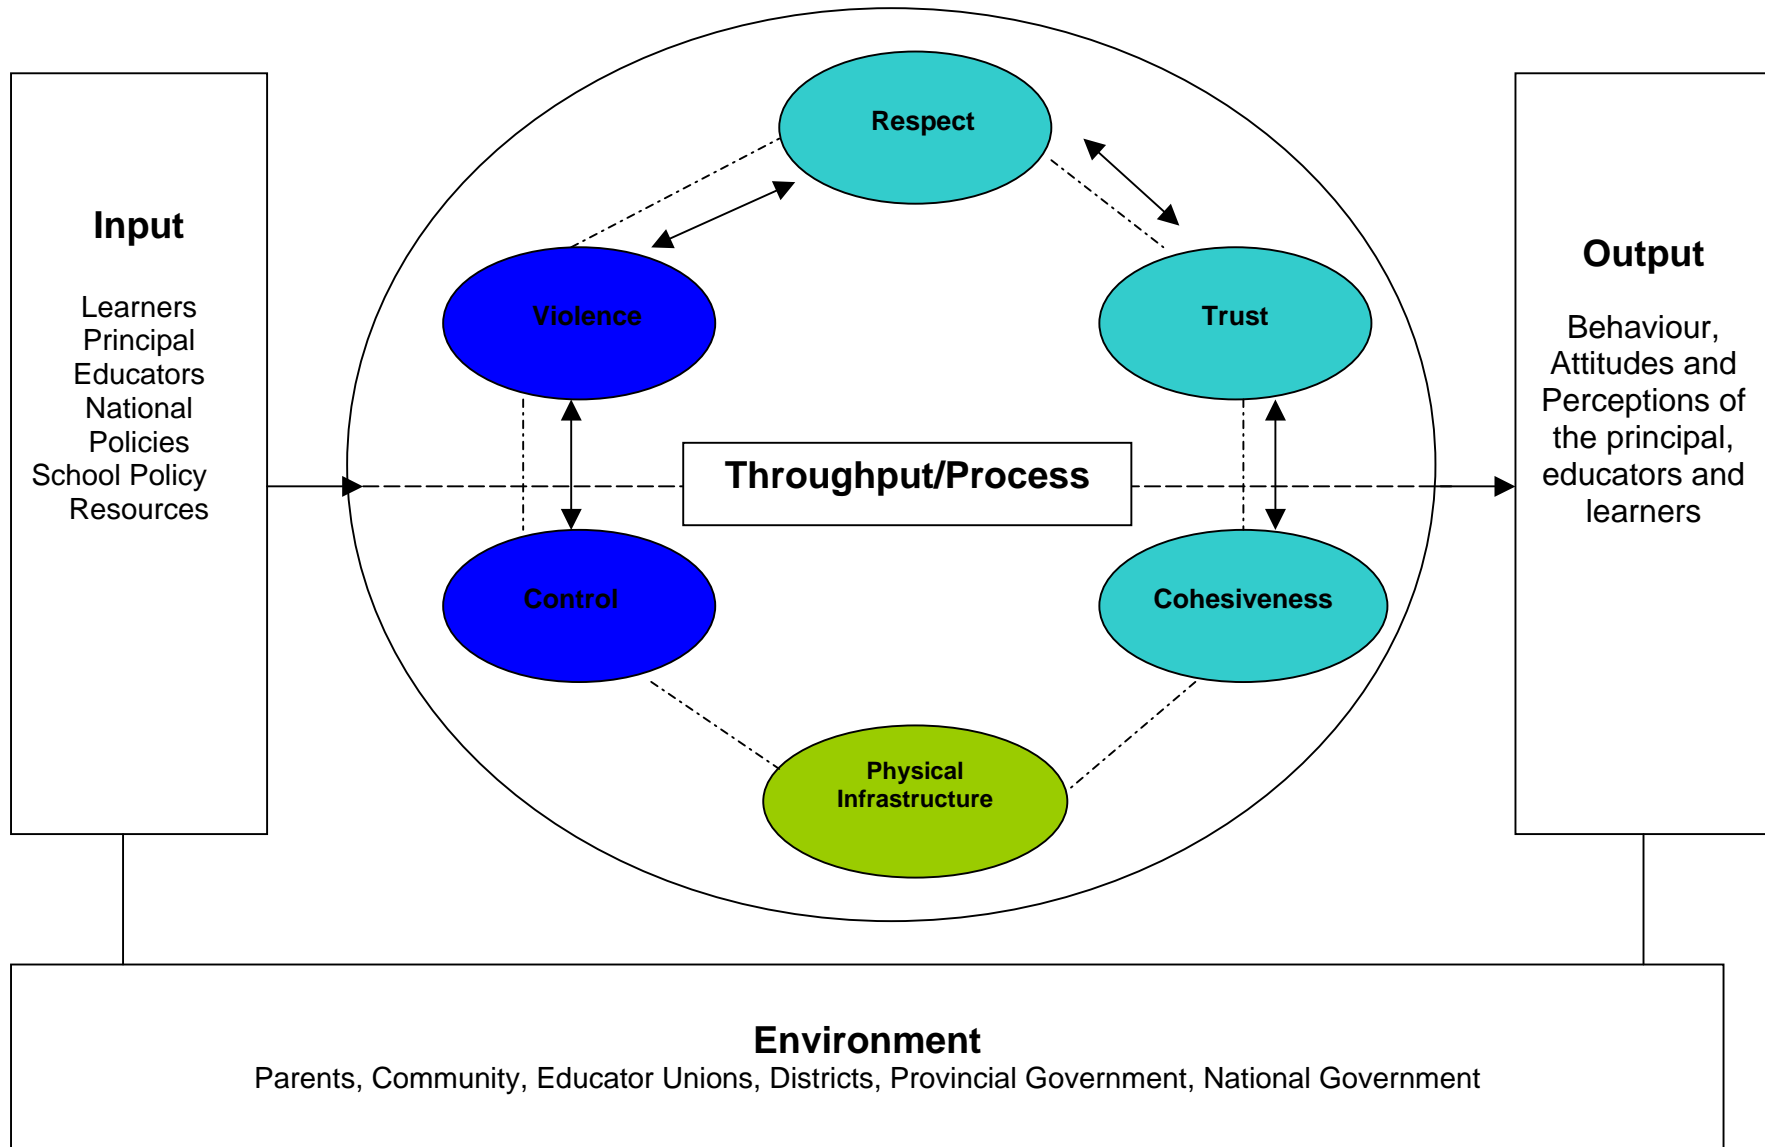 Input
Learners
Principal
Educators
National
Policies
School Policy
Resources
Respect
Violence
Trust
Throughput/Process
Control
Cohesiveness
Physical
Infrastructure
Output
Behaviour,
Attitudes and
Perceptions of
the principal,
educators and
learners
Environment
Parents, Community, Educator Unions, Districts, Provincial Government, National Government